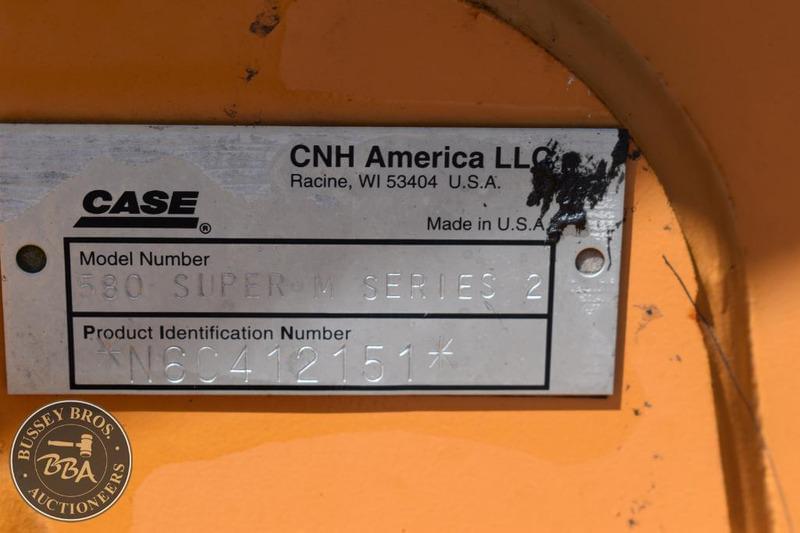 CNH America LLC
Racine, WI 53404 U.S.A.
CASE®
Made in U.S.A
Model Number
580 SUPER M SERIES 2
Product Identification Number
*N6C412151*
BUSSEY BROS.
BBA
AUCTIONEERS